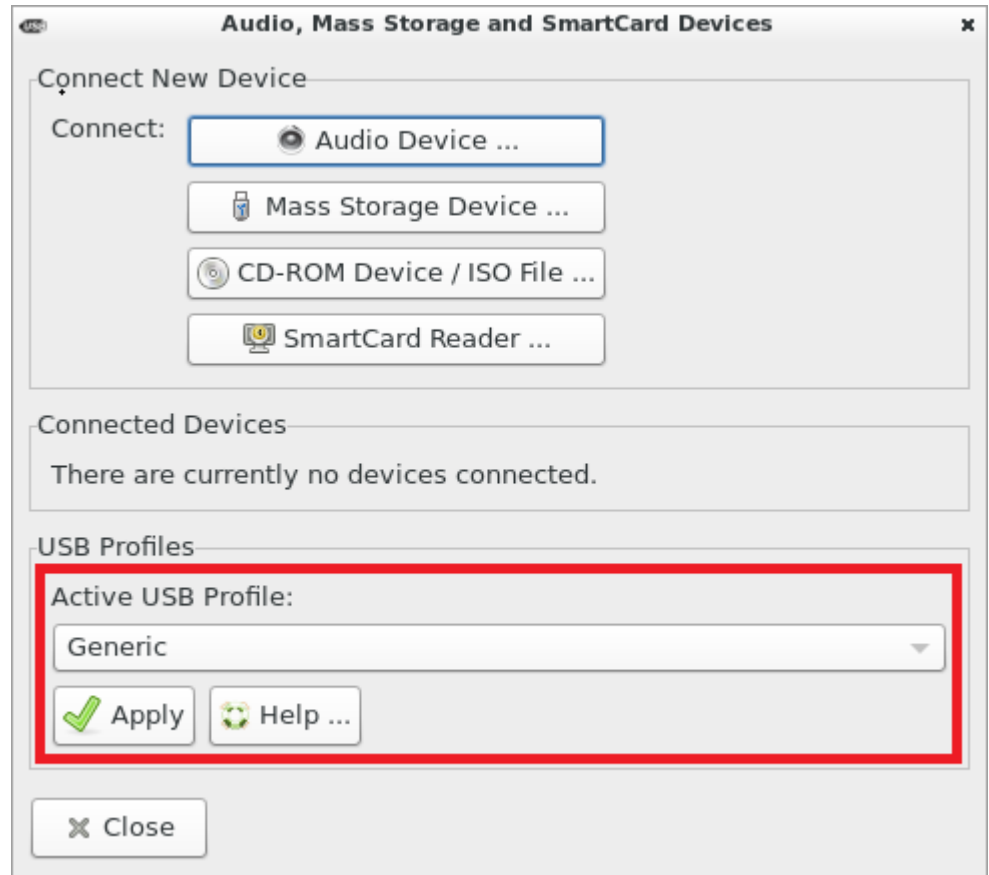 Audio, Mass Storage and SmartCard Devices
Connect New Device
Connect:
Audio Device ...
Mass Storage Device ...
CD-ROM Device / ISO File ...
SmartCard Reader ...
Connected Devices
There are currently no devices connected.
USB Profiles
Active USB Profile:
Generic
Apply
Help ...
Close